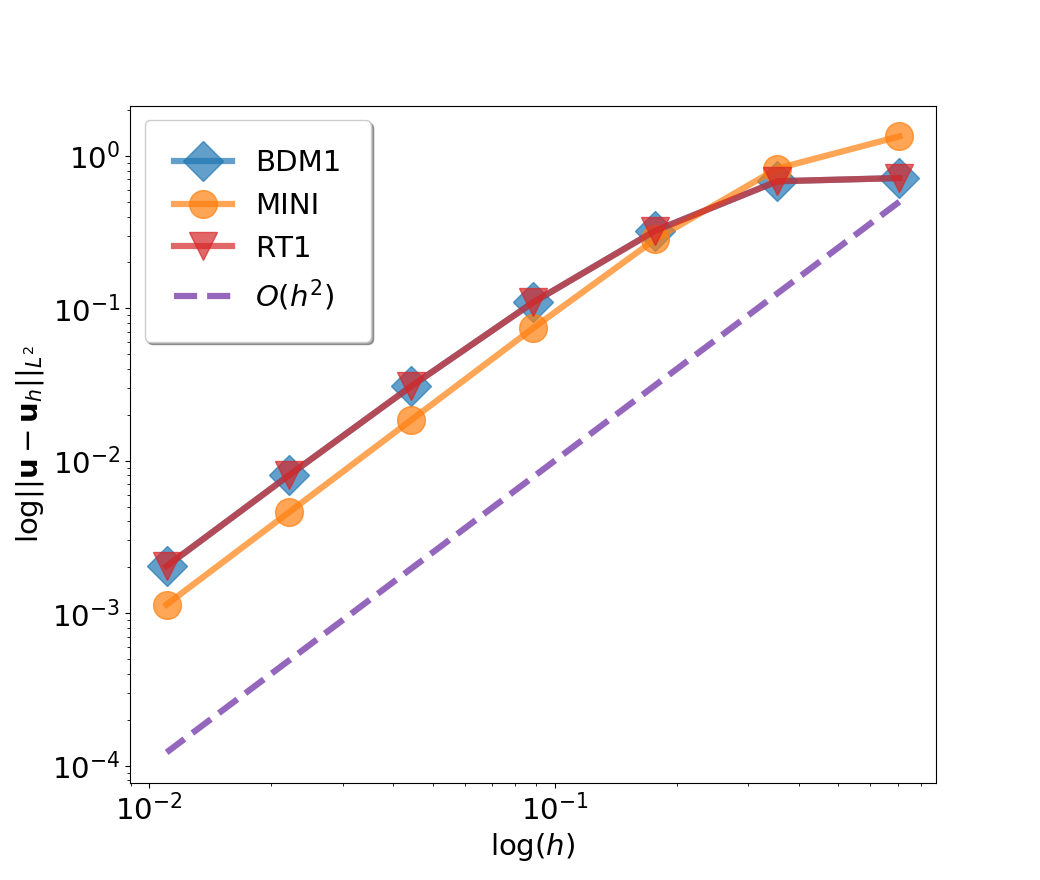 BDM1
MINI
RT1
O(h²)
10⁰
10⁻¹
10⁻²
10⁻³
10⁻⁴
log||𝐮 − 𝐮ₕ||_{L²}
10⁻² 10⁻¹
log(h)